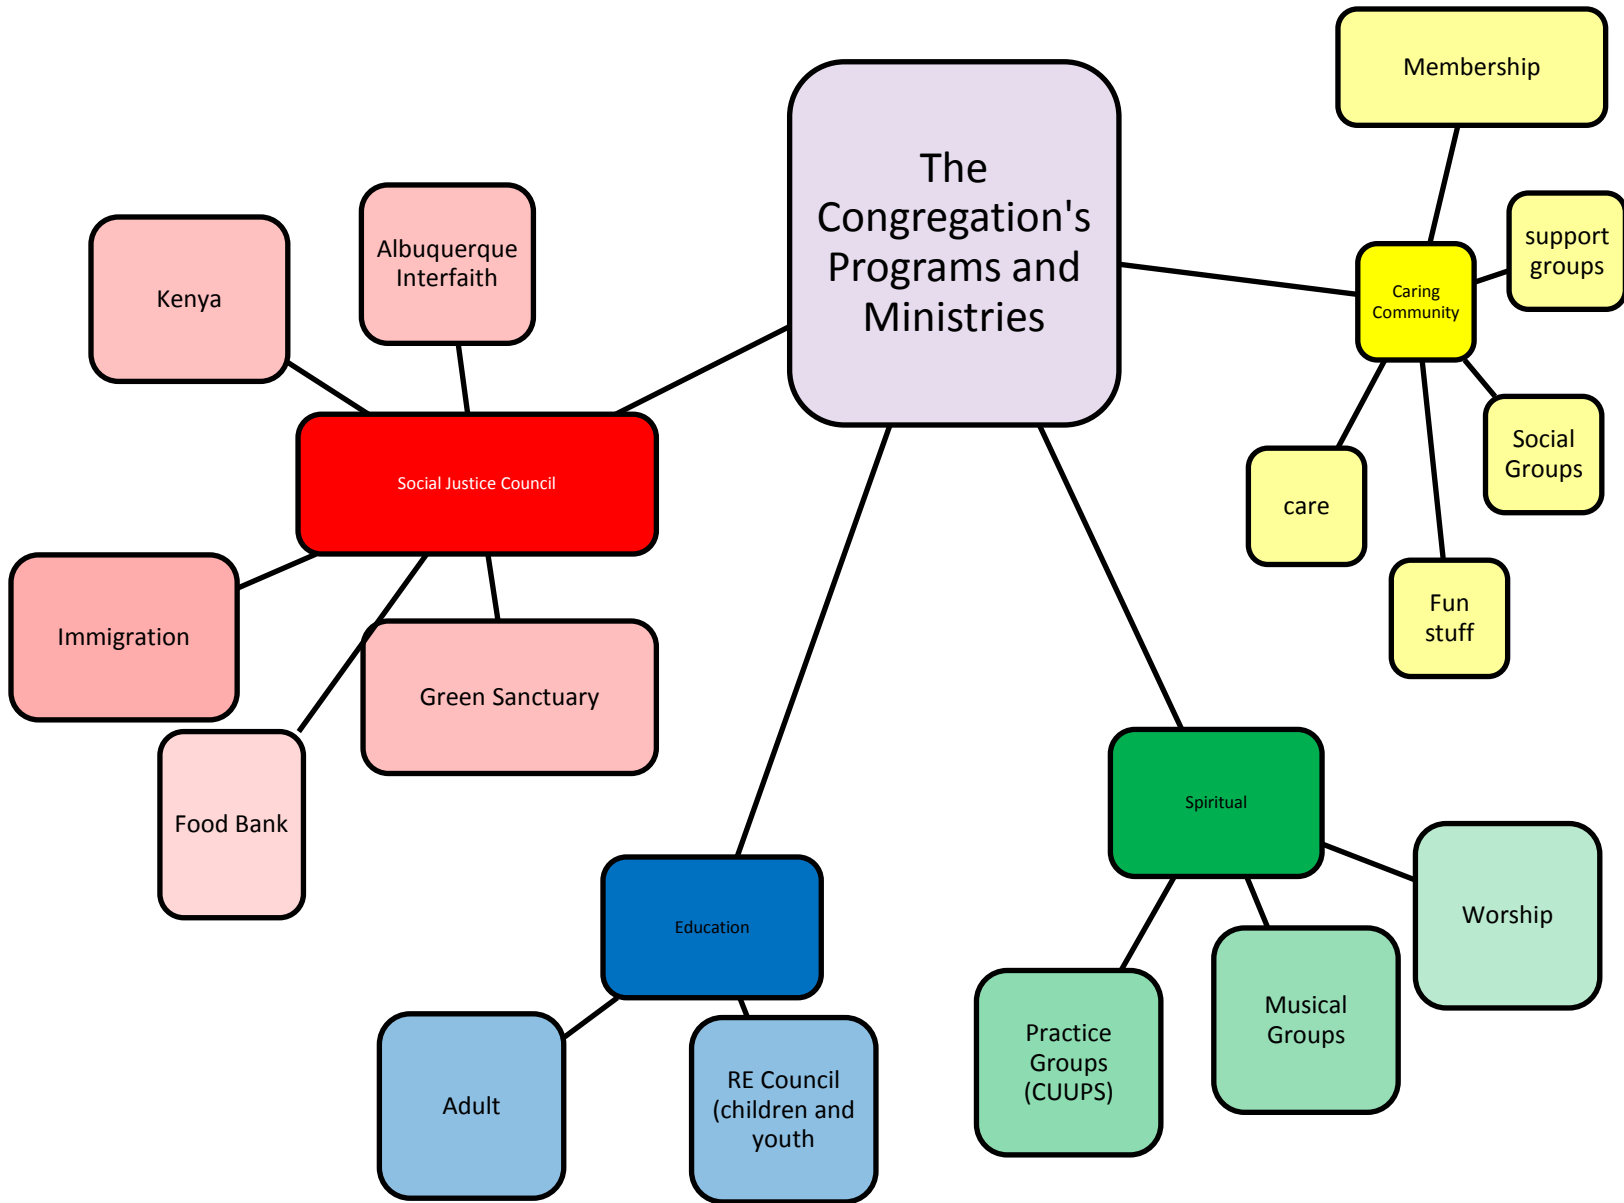 The
Congregation's
Programs and
Ministries
Membership
support
groups
Caring
Community
Social
Groups
care
Fun
stuff
Albuquerque
Interfaith
Kenya
Social Justice Council
Immigration
Green Sanctuary
Food Bank
Education
Adult
RE Council
(children and
youth
Spiritual
Worship
Musical
Groups
Practice
Groups
(CUUPS)